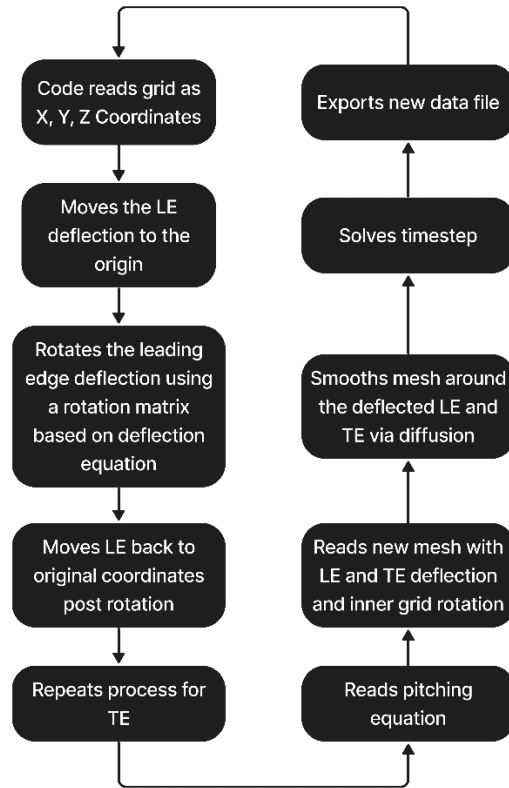 Code reads grid as
X, Y, Z Coordinates
Moves the LE
deflection to the
origin
Rotates the leading
edge deflection using
a rotation matrix
based on deflection
equation
Moves LE back to
original coordinates
post rotation
Repeats process for
TE
Reads pitching
equation
Reads new mesh with
LE and TE deflection
and inner grid rotation
Smooths mesh around
the deflected LE and
TE via diffusion
Solves timestep
Exports new data file